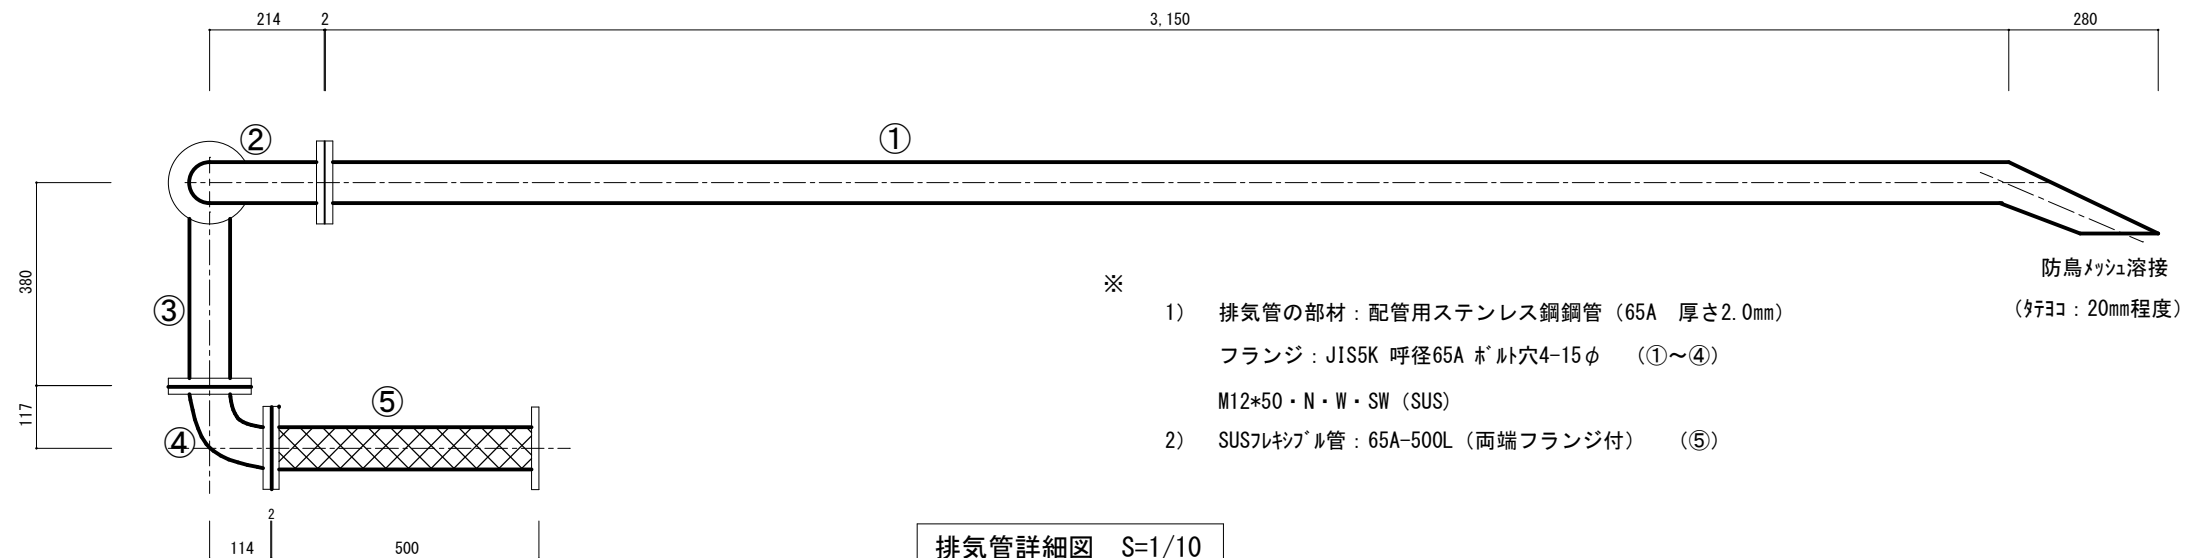 214 2 3,150 280
②
①
380
防鳥ﾒｯｼｭ溶接
(ﾀﾃﾖｺ：20mm程度)
※
③
1) 排気管の部材：配管用ステンレス鋼鋼管（65A　厚さ2.0mm）
フランジ：JIS5K 呼径65A ﾎﾞﾙﾄ穴4-15φ　（①～④）
M12*50・N・W・SW（SUS）
117
⑤
④
2) SUSﾌﾚｷｼﾌﾞﾙ管：65A-500L（両端フランジ付）　（⑤）
2
114 500
排気管詳細図　S=1/10